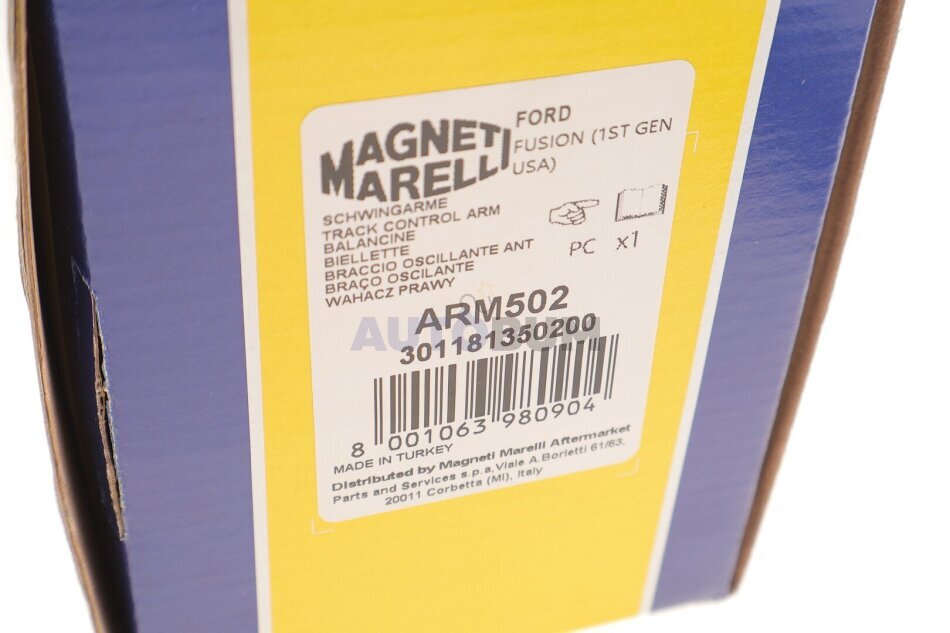 MAGNETI
MARELLI
FORD
FUSION (1ST GEN
USA)
SCHWINGARME
TRACK CONTROL ARM
BALANCINE
BIELLETTE
BRACCIO OSCILLANTE ANT
BRAÇO OSCILANTE
WAHACZ PRAWY
PC x1
ARM502
301181350200
8 001063 980904
MADE IN TURKEY
Distributed by Magneti Marelli Aftermarket
Parts and Services s.p.a, Viale A. Borletti 61/63,
20011 Corbetta (MI), Italy